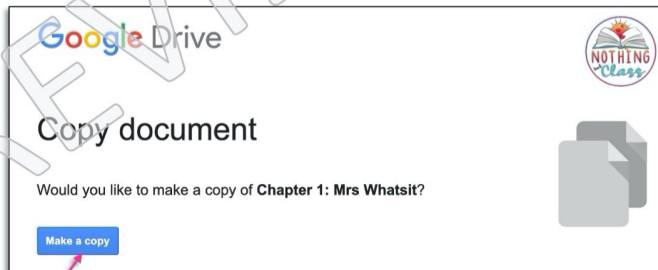 Google Drive
NOTHING
Class
Copy document
Would you like to make a copy of Chapter 1: Mrs Whatsit?
Make a copy